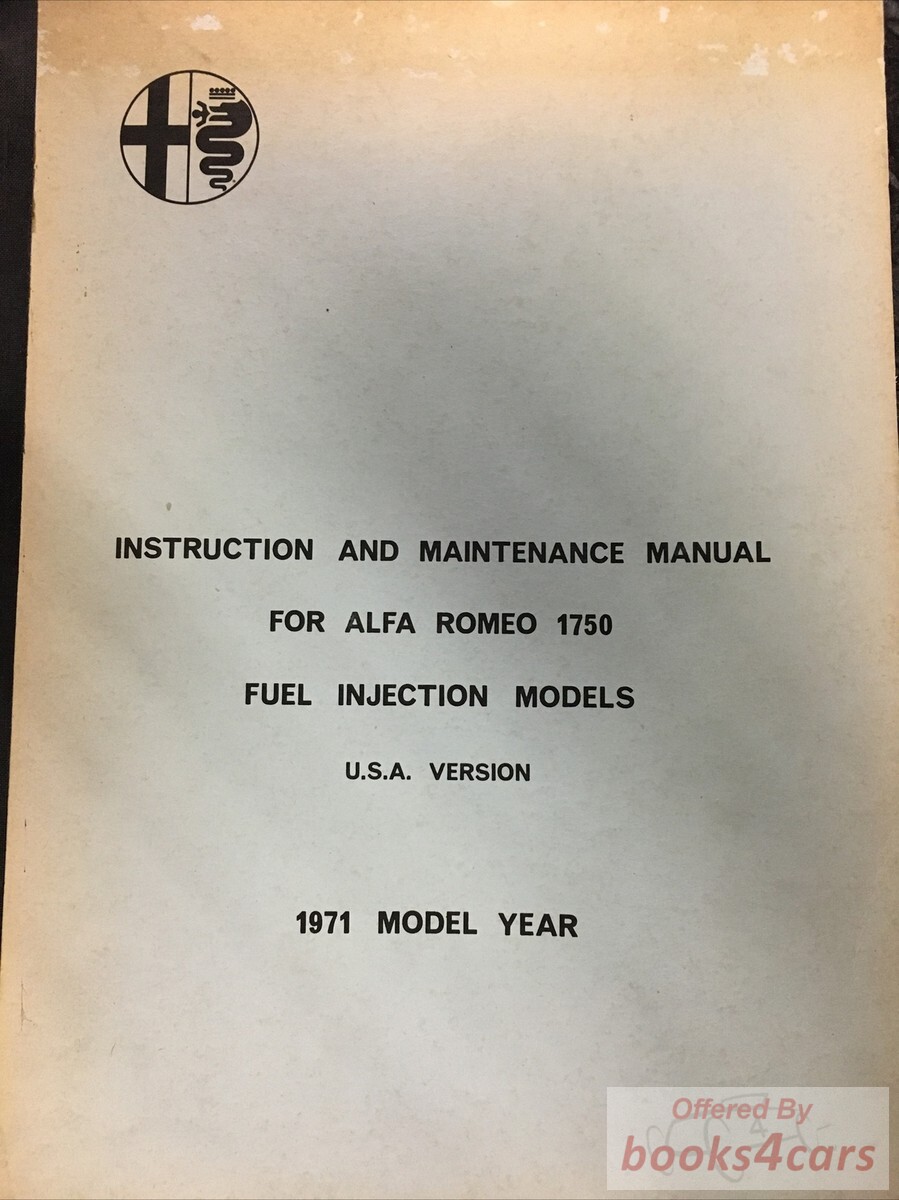 INSTRUCTION AND MAINTENANCE MANUAL
FOR ALFA ROMEO 1750
FUEL INJECTION MODELS
U.S.A. VERSION
1971 MODEL YEAR
Offered By
books4cars